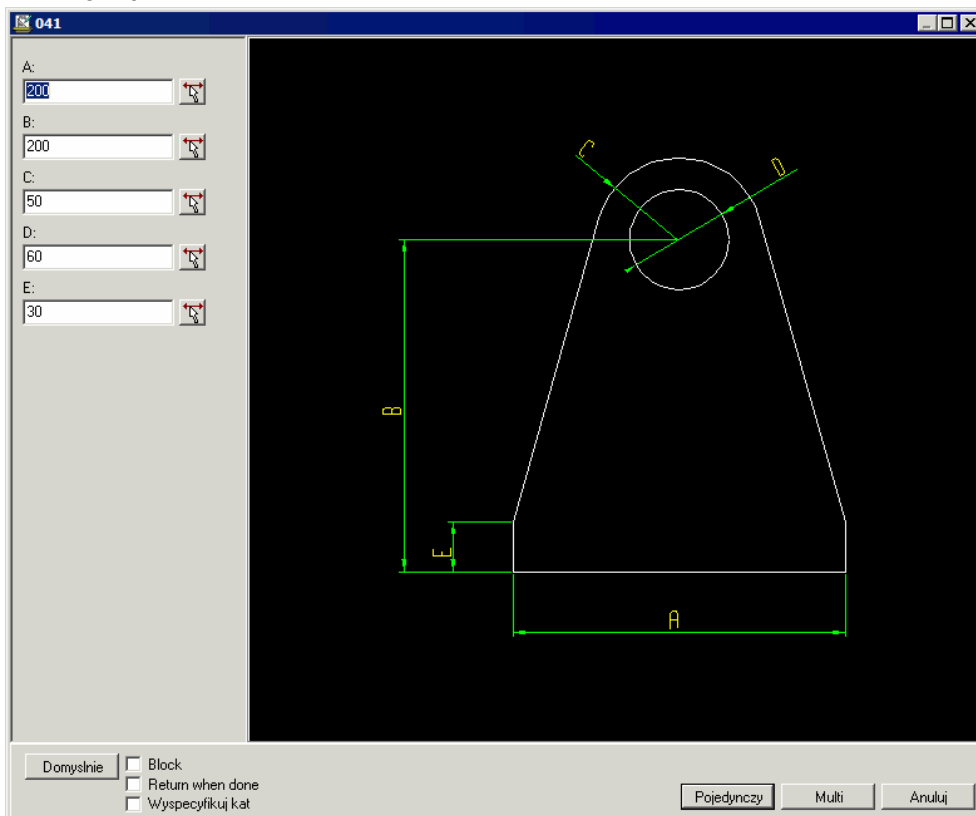 041
A:
200
B:
200
C:
50
D:
60
E:
30
C
D
B
E
A
Domyslnie
Block
Return when done
Wyspecyfikuj kat
Pojedynczy
Multi
Anuluj